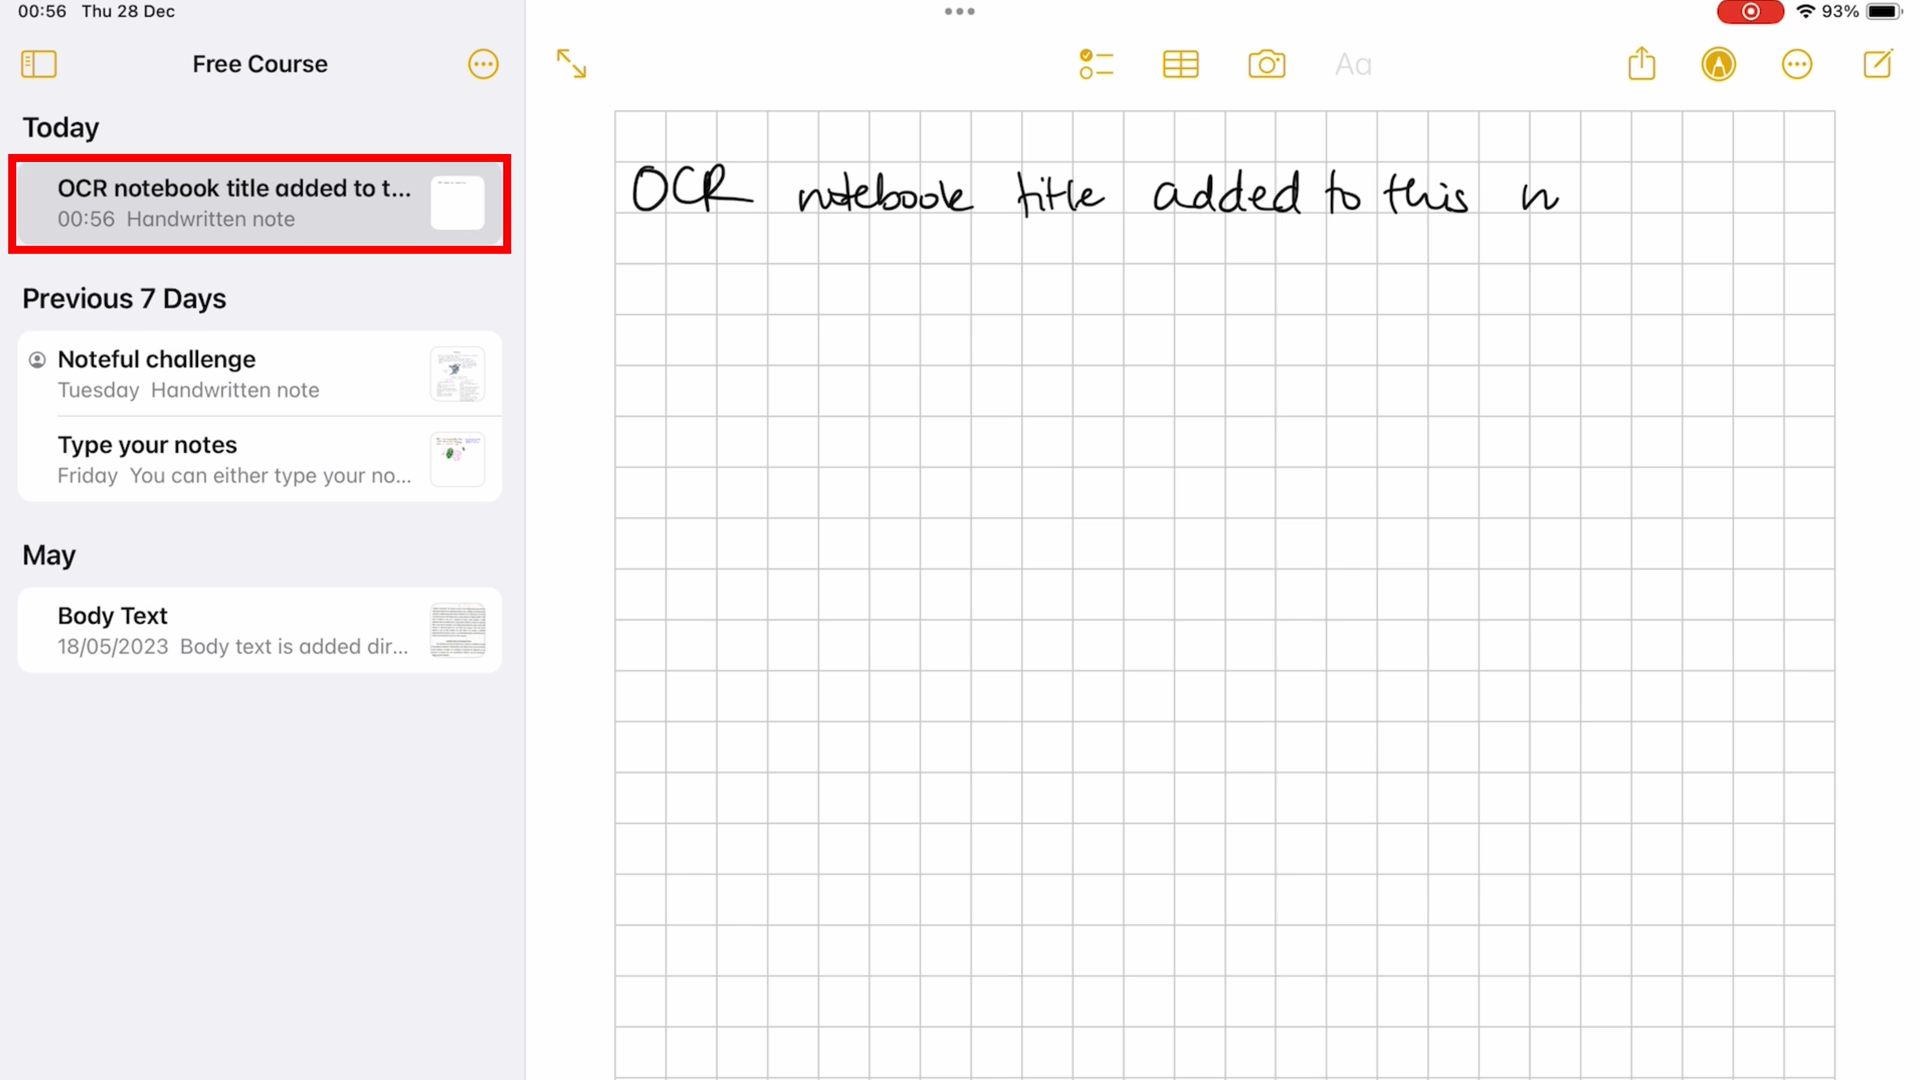 00:56 Thu 28 Dec
93%
Free Course
Aa
Today
OCR notebook title added to t...
00:56 Handwritten note
Previous 7 Days
Noteful challenge
Tuesday Handwritten note
Type your notes
Friday You can either type your no...
May
Body Text
18/05/2023 Body text is added dir...
OCR notebook title added to this n